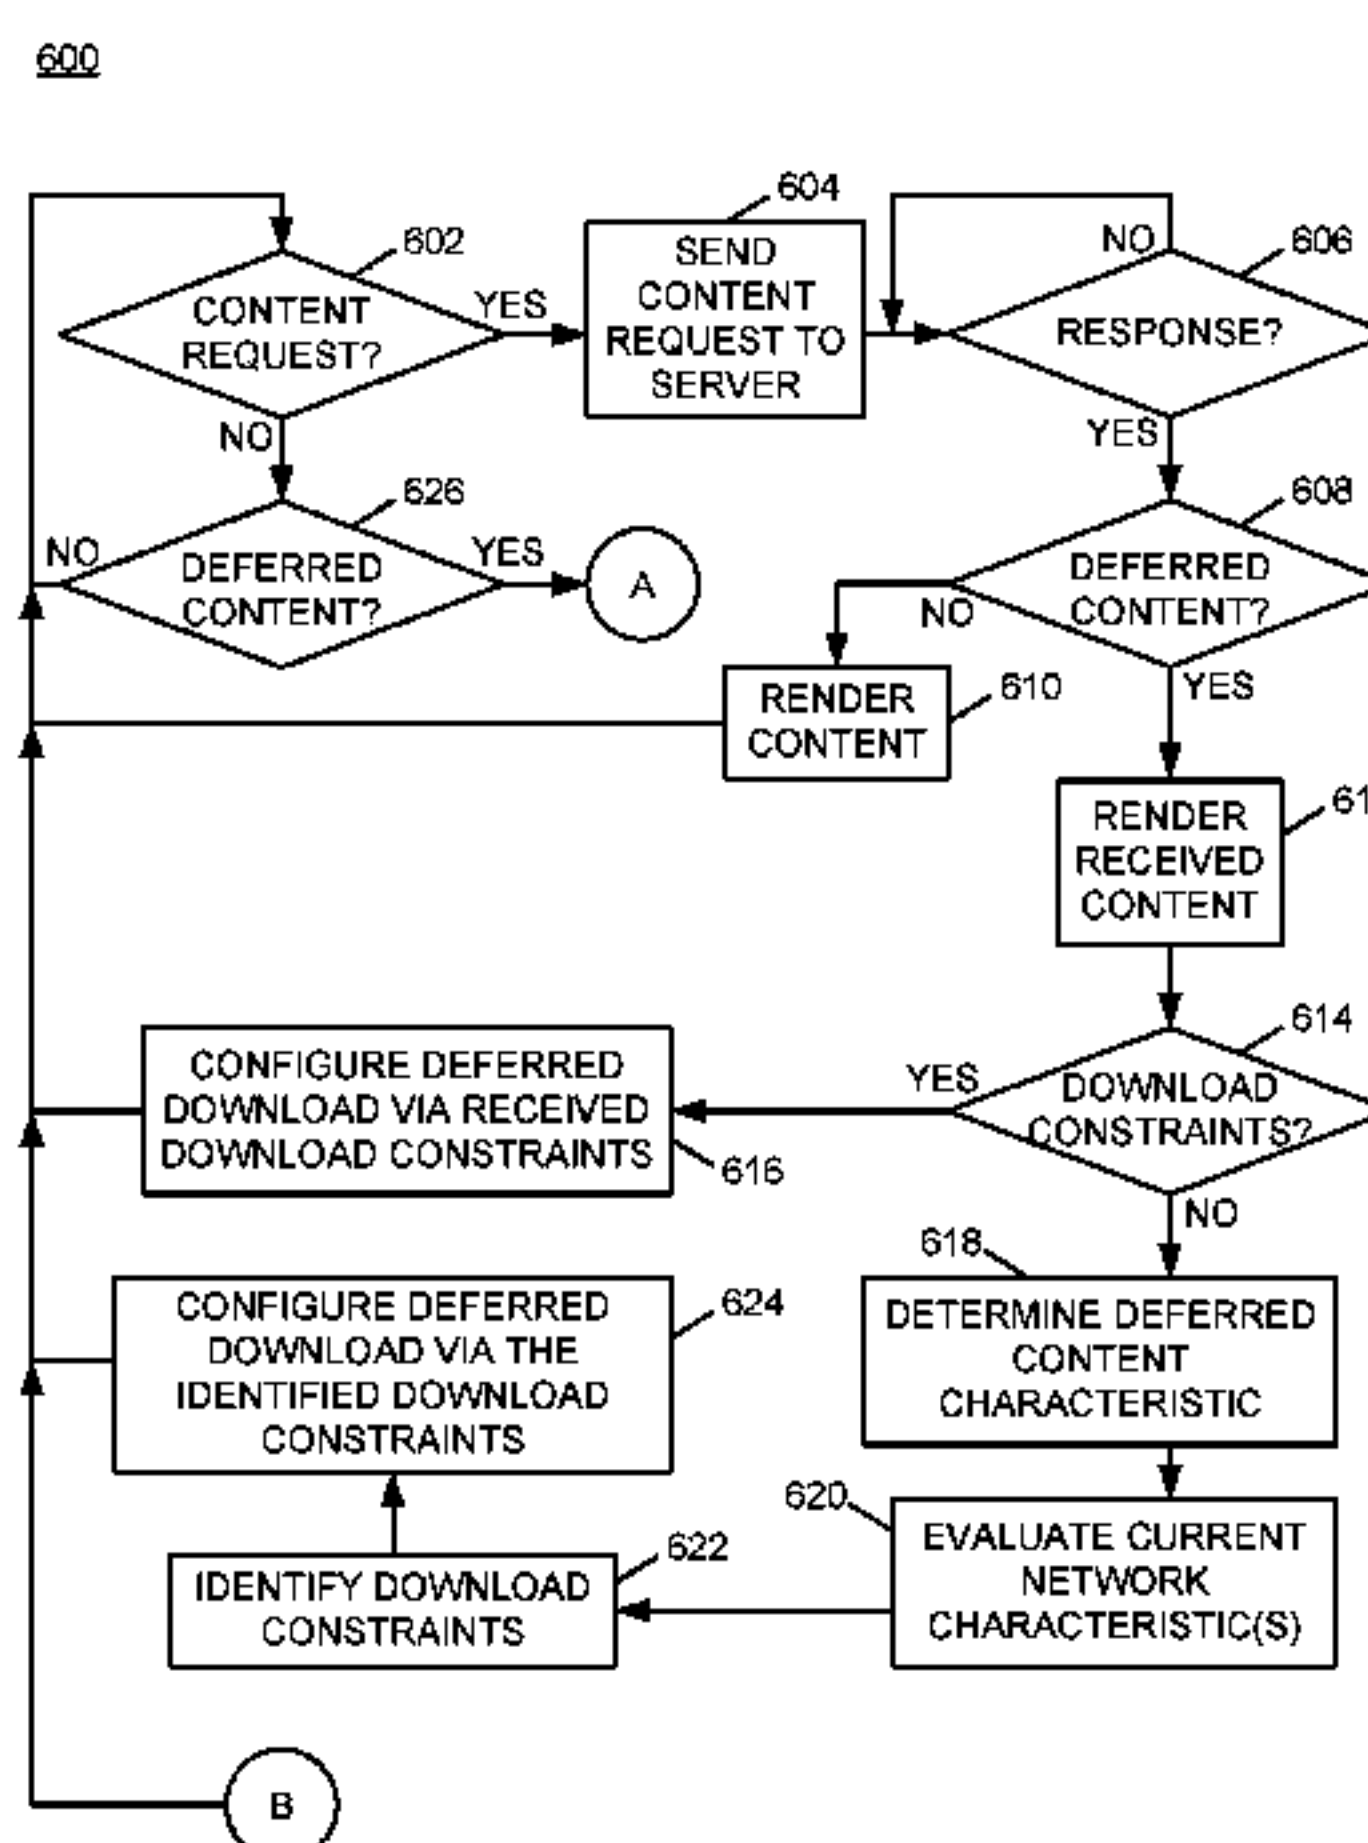 600
602
CONTENT
REQUEST?
YES
NO
604
SEND
CONTENT
REQUEST TO
SERVER
606
NO
RESPONSE?
YES
626
NO
DEFERRED
CONTENT?
YES
A
608
DEFERRED
CONTENT?
NO
YES
610
RENDER
CONTENT
61
RENDER
RECEIVED
CONTENT
614
DOWNLOAD
CONSTRAINTS?
YES
NO
CONFIGURE DEFERRED
DOWNLOAD VIA RECEIVED
DOWNLOAD CONSTRAINTS
616
618
DETERMINE DEFERRED
CONTENT
CHARACTERISTIC
CONFIGURE DEFERRED
DOWNLOAD VIA THE
IDENTIFIED DOWNLOAD
CONSTRAINTS
624
620
EVALUATE CURRENT
NETWORK
CHARACTERISTIC(S)
622
IDENTIFY DOWNLOAD
CONSTRAINTS
B